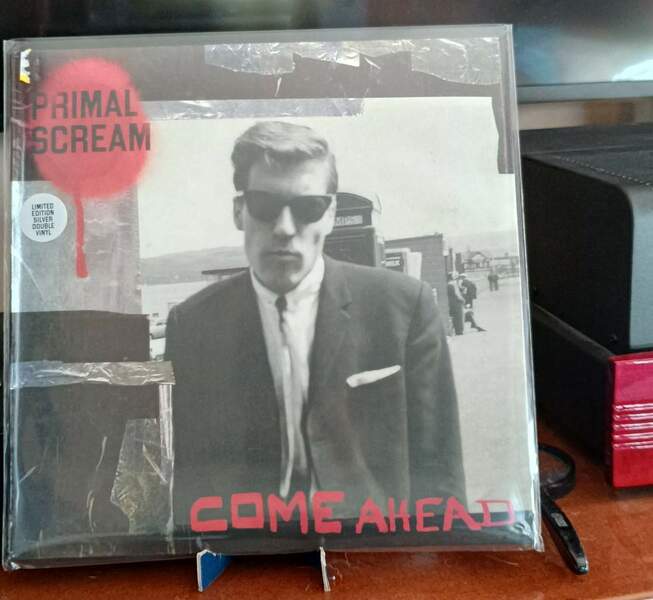 PRIMAL
SCREAM
LIMITED
EDITION
SILVER
DOUBLE
VINYL
COME AHEAD